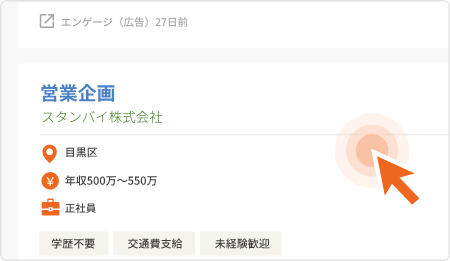 エンゲージ（広告）27日前
営業企画
スタンバイ株式会社
目黒区
¥ 年収500万〜550万
正社員
学歴不要 交通費支給 未経験歓迎